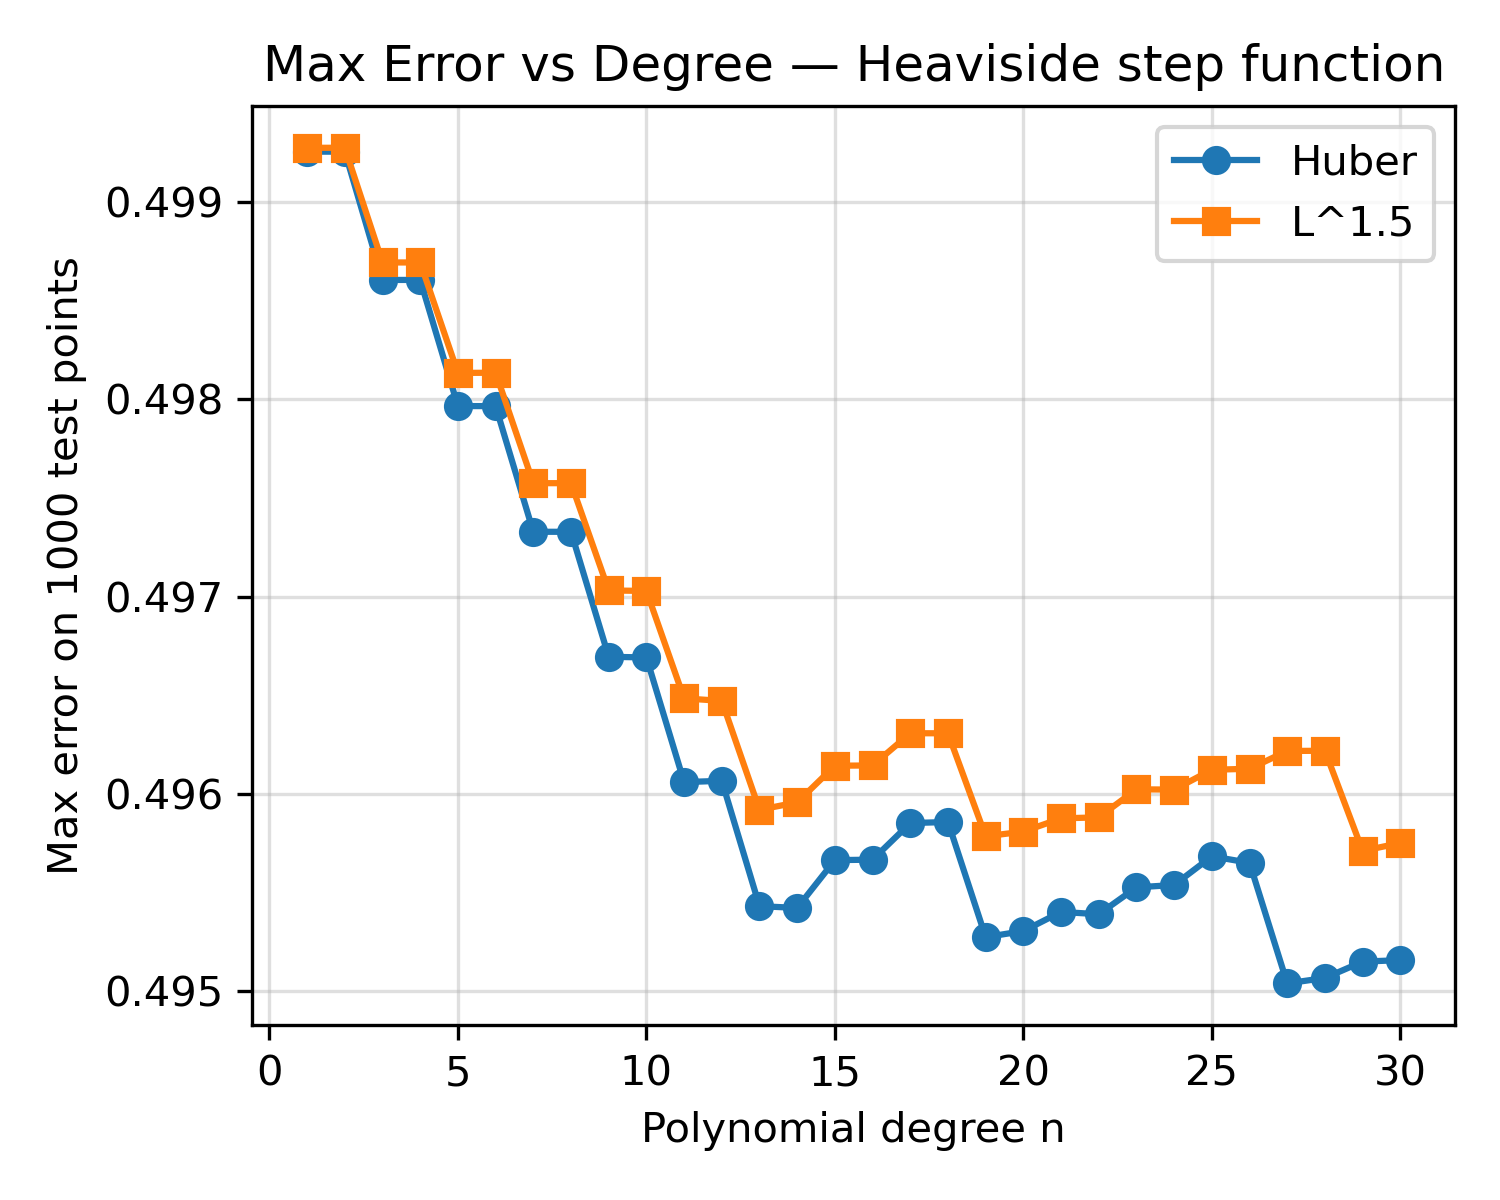 Max Error vs Degree — Heaviside step function
Huber
L^1.5
Max error on 1000 test points
0.499
0.498
0.497
0.496
0.495
0
5
10
15
20
25
30
Polynomial degree n